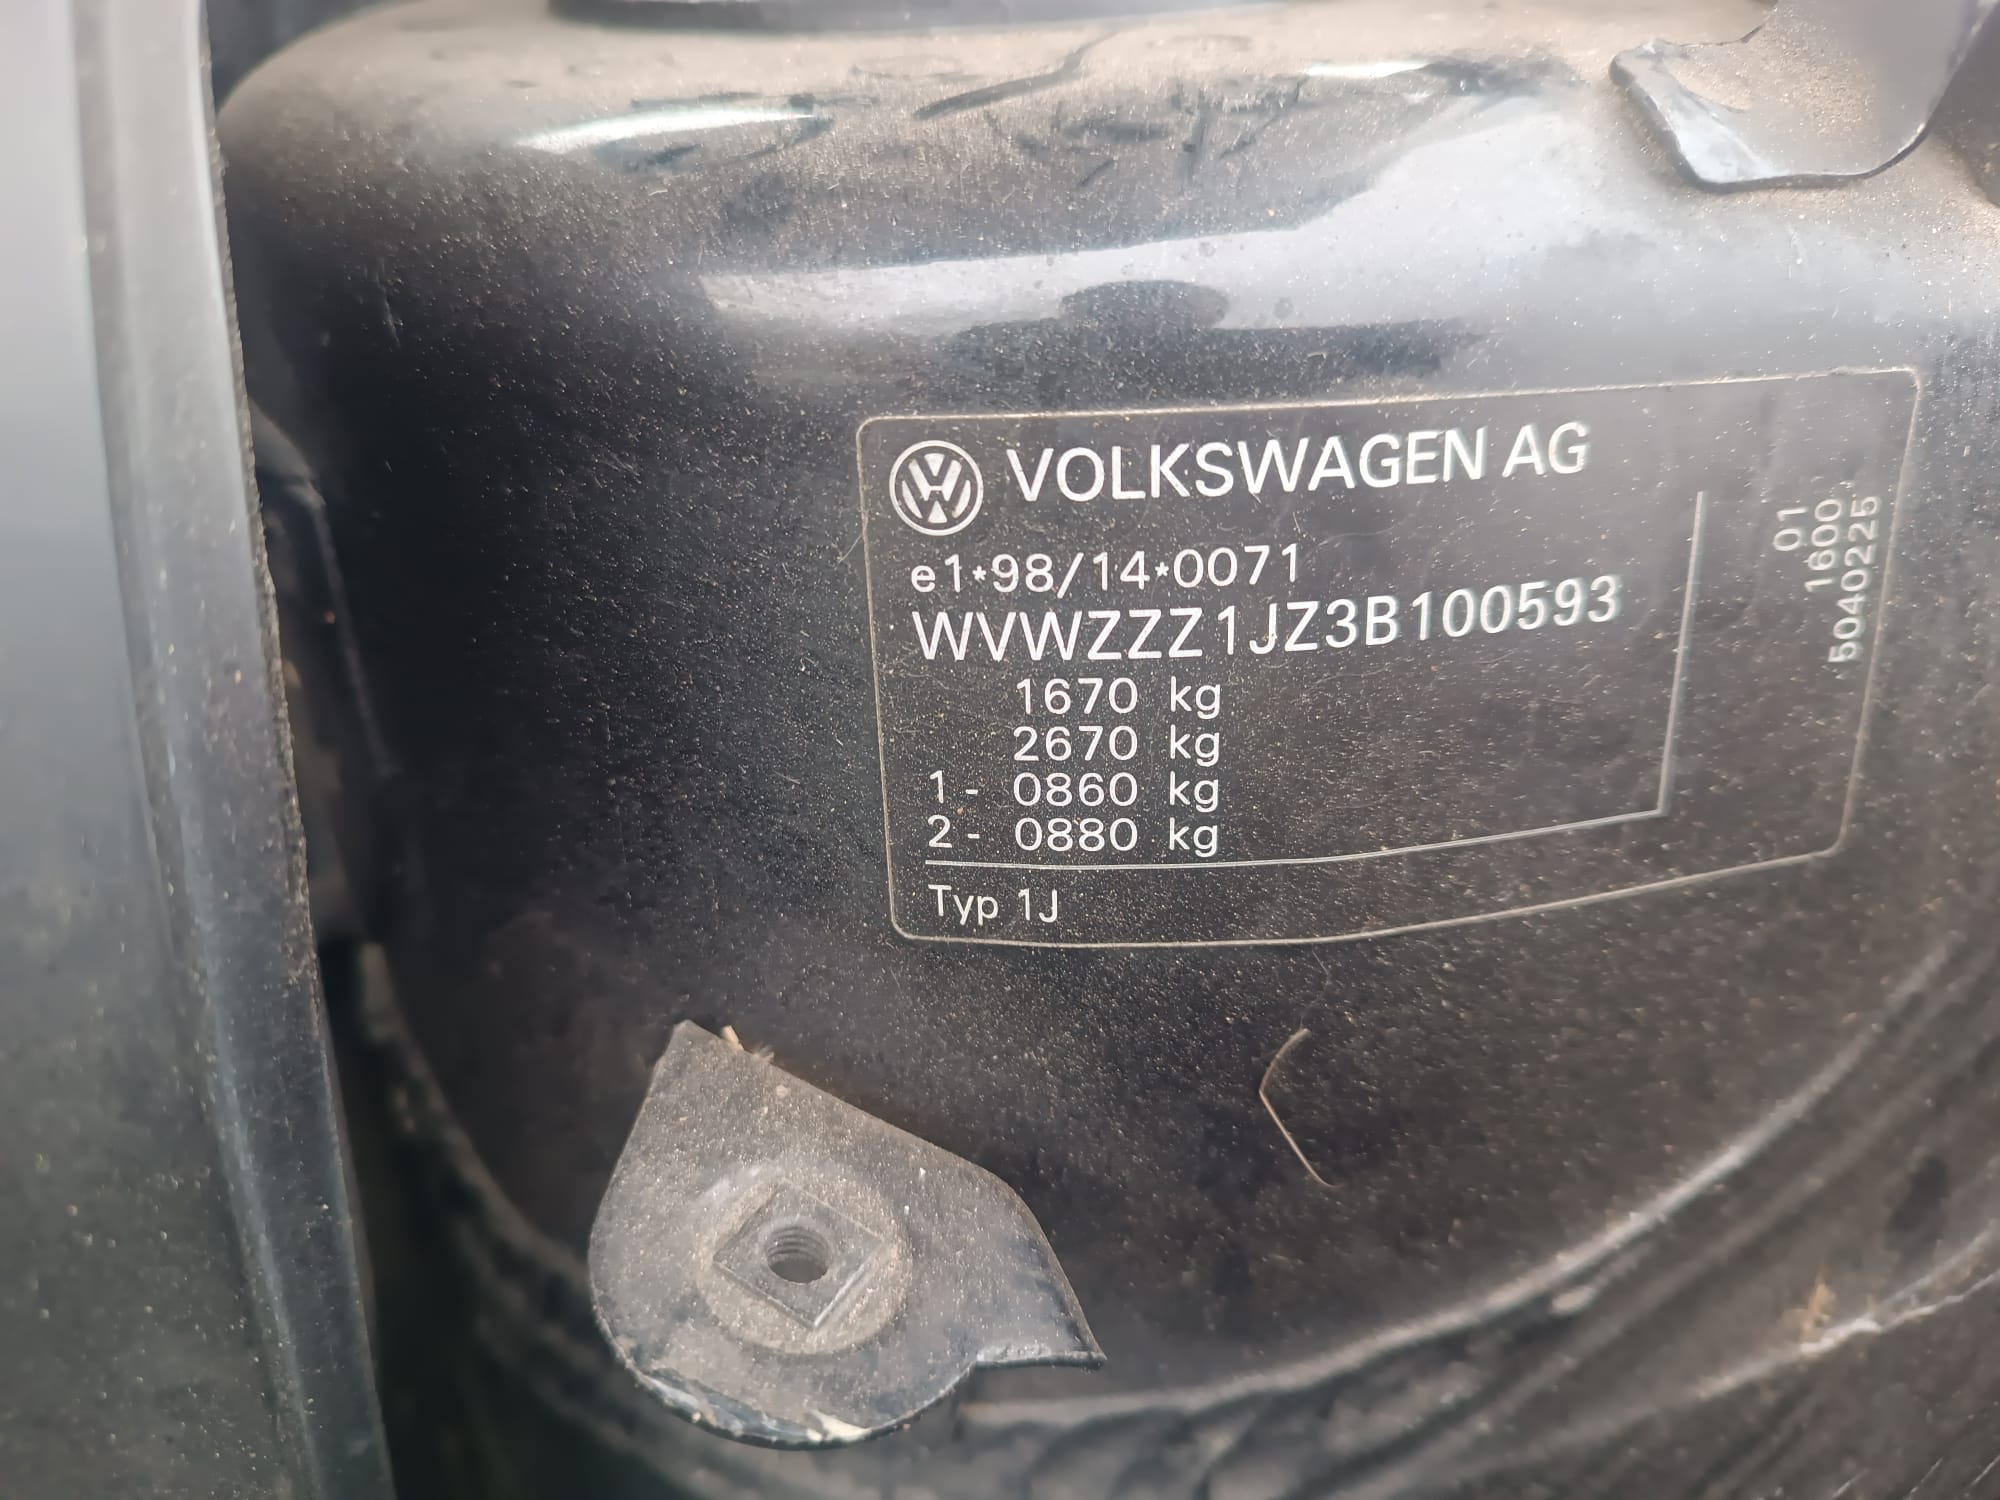 VOLKSWAGEN AG
e1*98/14*0071
WVWZZZ1JZ3B100593
1670 kg
2670 kg
1- 0860 kg
2- 0880 kg
Typ 1J
01
1600
5040225